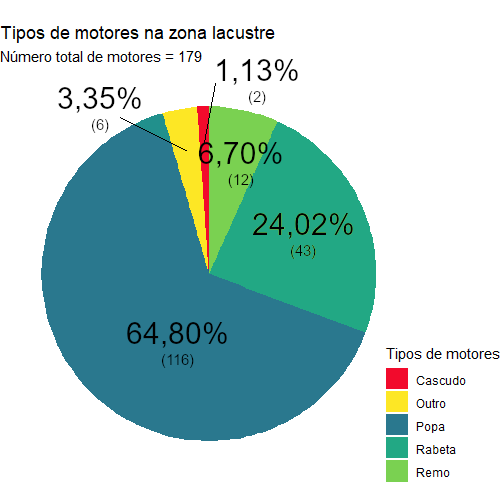 Tipos de motores na zona lacustre
Número total de motores = 179
1,13%
(2)
3,35%
(6)
6,70%
(12)
24,02%
(43)
64,80%
(116)
Tipos de motores
Cascudo
Outro
Popa
Rabeta
Remo